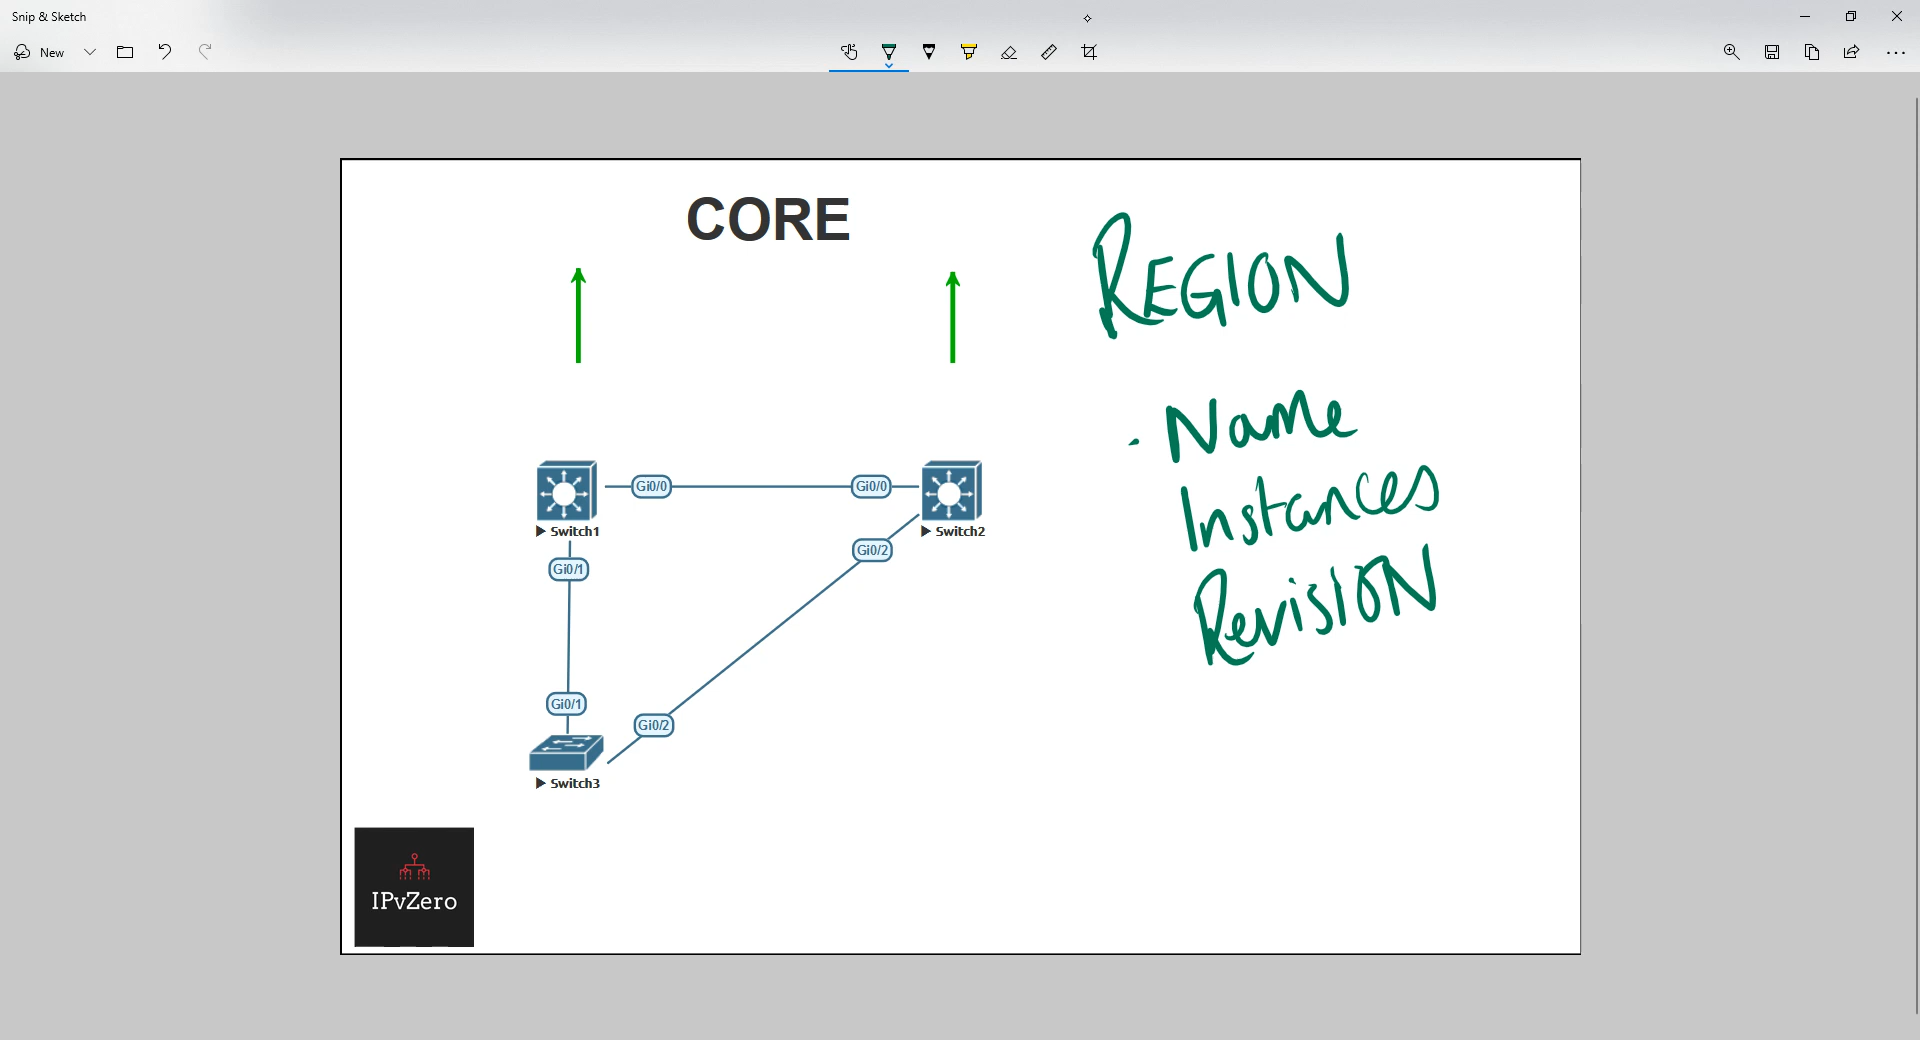 Snip & Sketch
New
CORE
REGION
· Name
Instances
Revision
Gi0/0
Gi0/0
Switch1
Switch2
Gi0/1
Gi0/2
Gi0/1
Gi0/2
Switch3
IPvZero